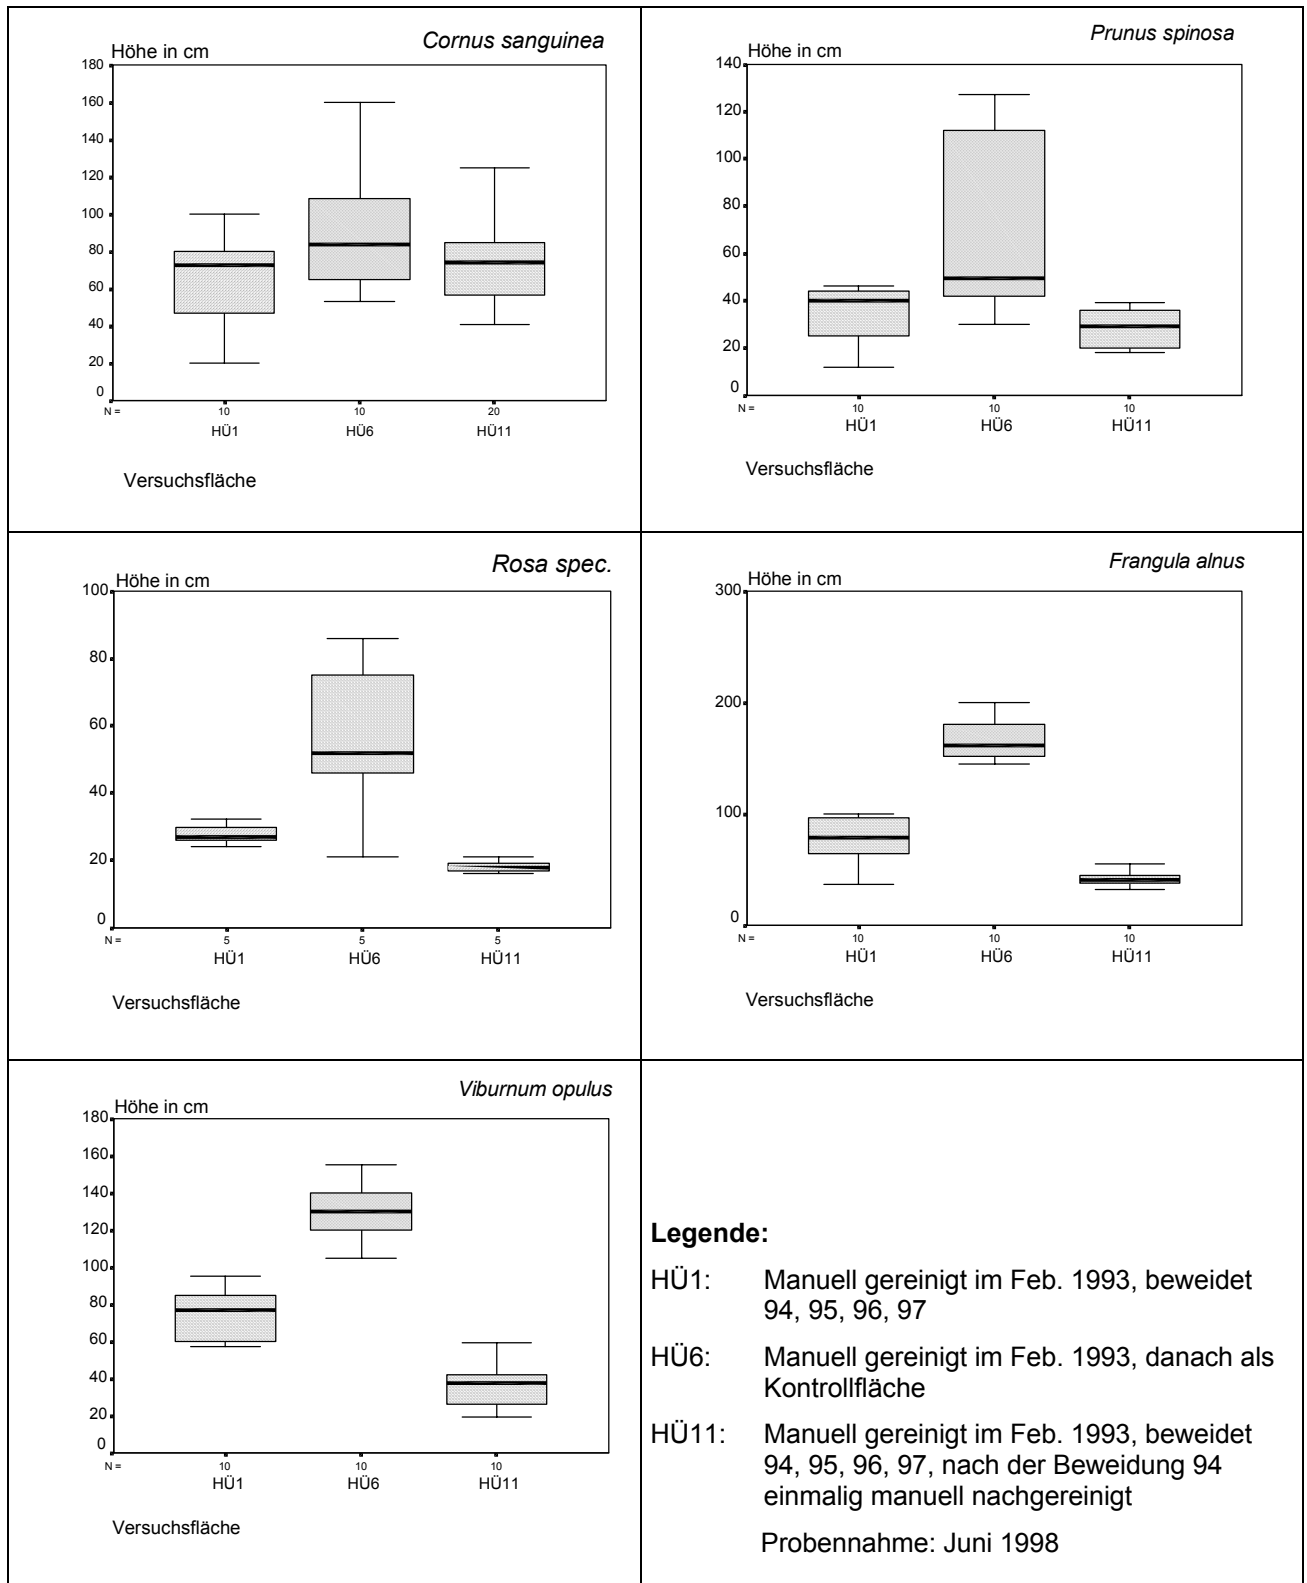 Cornus sanguinea
Höhe in cm
180
160
140
120
100
80
60
40
20
0
N = 10 10 20
HÜ1 HÜ6 HÜ11
Versuchsfläche
Prunus spinosa
Höhe in cm
140
120
100
80
60
40
20
0
N = 10 10 10
HÜ1 HÜ6 HÜ11
Versuchsfläche
Rosa spec.
Höhe in cm
100
80
60
40
20
0
N = 5 5 5
HÜ1 HÜ6 HÜ11
Versuchsfläche
Frangula alnus
Höhe in cm
300
200
100
0
N = 10 10 10
HÜ1 HÜ6 HÜ11
Versuchsfläche
Viburnum opulus
Höhe in cm
180
160
140
120
100
80
60
40
20
0
N = 10 10 10
HÜ1 HÜ6 HÜ11
Versuchsfläche
Legende:
HÜ1: Manuell gereinigt im Feb. 1993, beweidet
94, 95, 96, 97
HÜ6: Manuell gereinigt im Feb. 1993, danach als
Kontrollfläche
HÜ11: Manuell gereinigt im Feb. 1993, beweidet
94, 95, 96, 97, nach der Beweidung 94
einmalig manuell nachgereinigt
Probennahme: Juni 1998